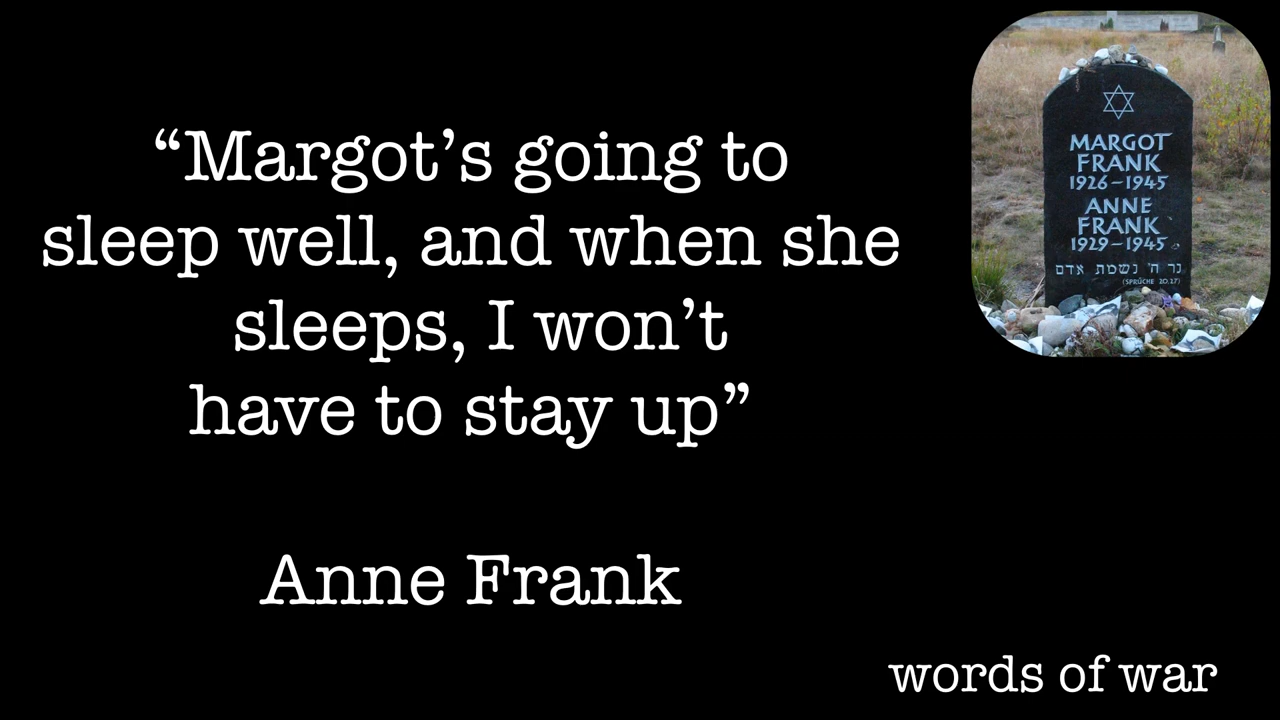 “Margot’s going to
sleep well, and when she
sleeps, I won’t
have to stay up”
Anne Frank
words of war
MARGOT
FRANK
1926–1945
ANNE
FRANK
1929–1945
נר ה' נשמת אדם
(SPRÜCHE 20.27)